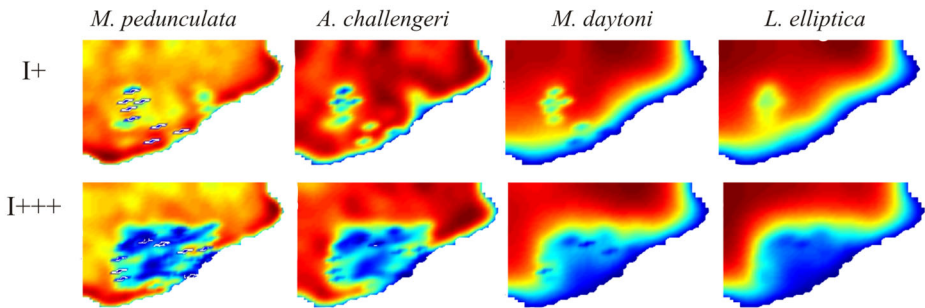 M. pedunculata A. challengeri M. daytoni L. elliptica
I+
I+++